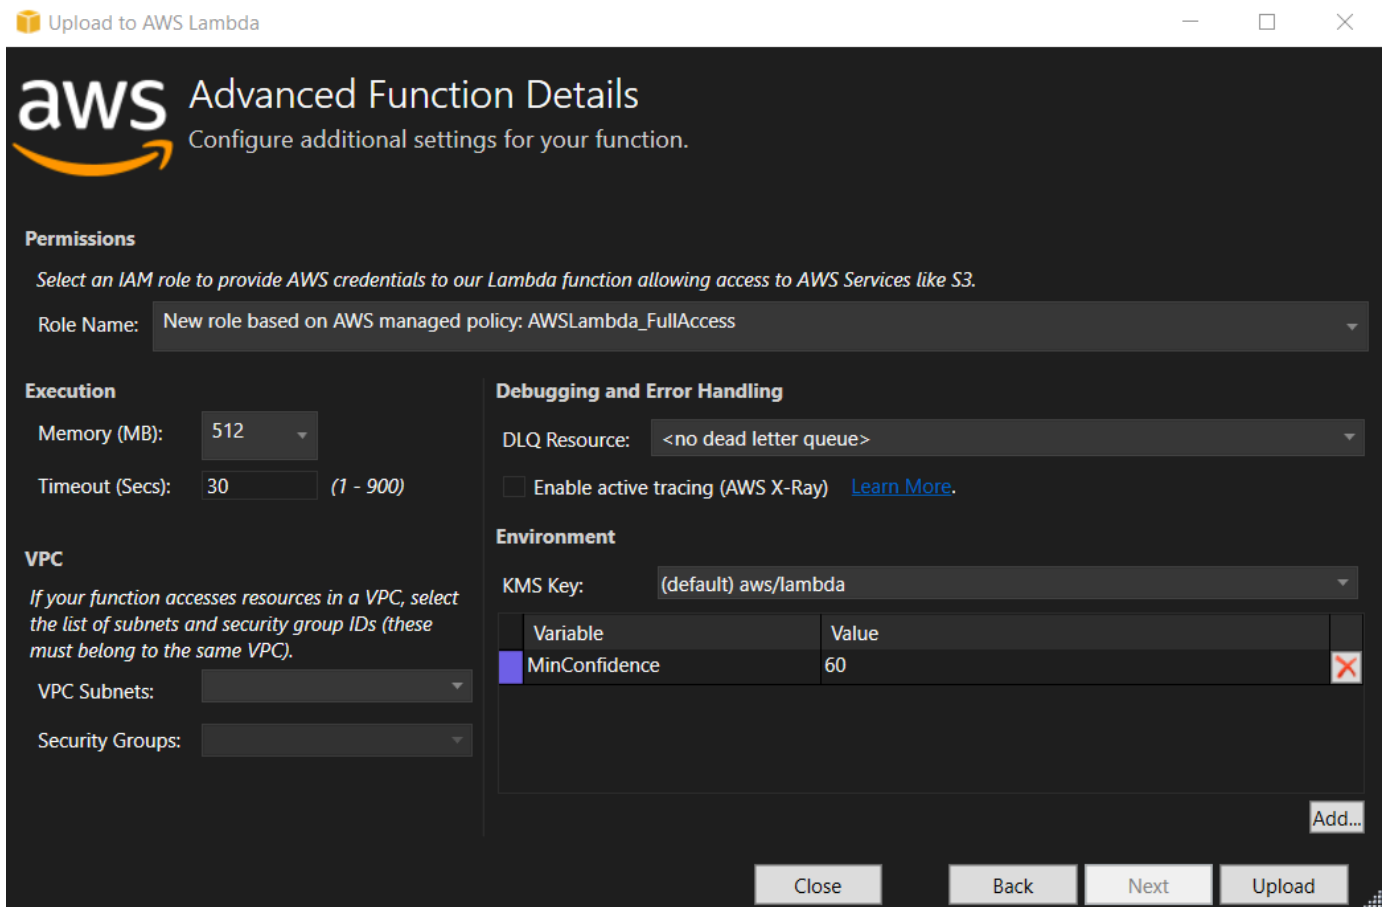 Upload to AWS Lambda
aws
Advanced Function Details
Configure additional settings for your function.
Permissions
Select an IAM role to provide AWS credentials to our Lambda function allowing access to AWS Services like S3.
Role Name: New role based on AWS managed policy: AWSLambda_FullAccess
Execution
Memory (MB): 512
Timeout (Secs): 30 (1 - 900)
VPC
If your function accesses resources in a VPC, select
the list of subnets and security group IDs (these
must belong to the same VPC).
VPC Subnets:
Security Groups:
Debugging and Error Handling
DLQ Resource: <no dead letter queue>
Enable active tracing (AWS X-Ray) Learn More.
Environment
KMS Key: (default) aws/lambda
Variable Value
MinConfidence 60
Add...
Close Back Next Upload